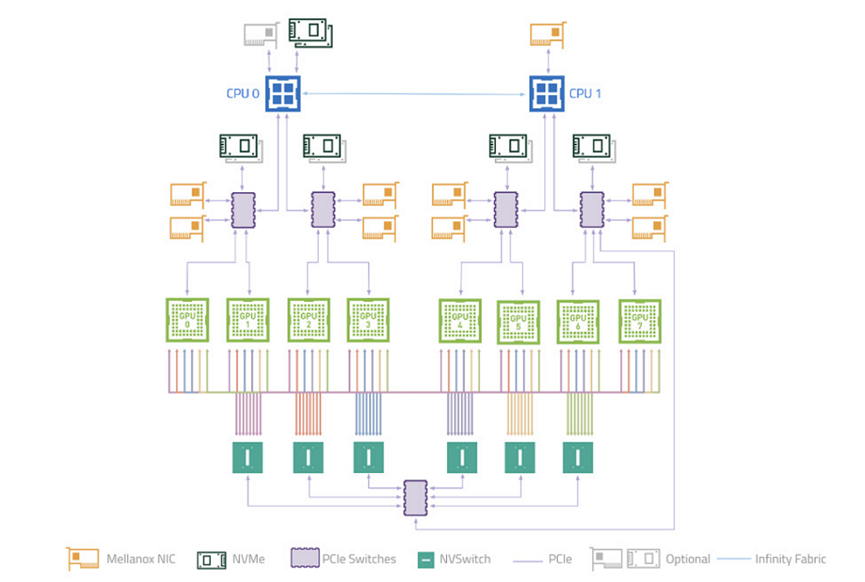 CPU 0
CPU 1
GPU
0
GPU
1
GPU
2
GPU
3
GPU
4
GPU
5
GPU
6
GPU
7
Mellanox NIC
NVMe
PCIe Switches
NVSwitch
PCIe
Optional
Infinity Fabric